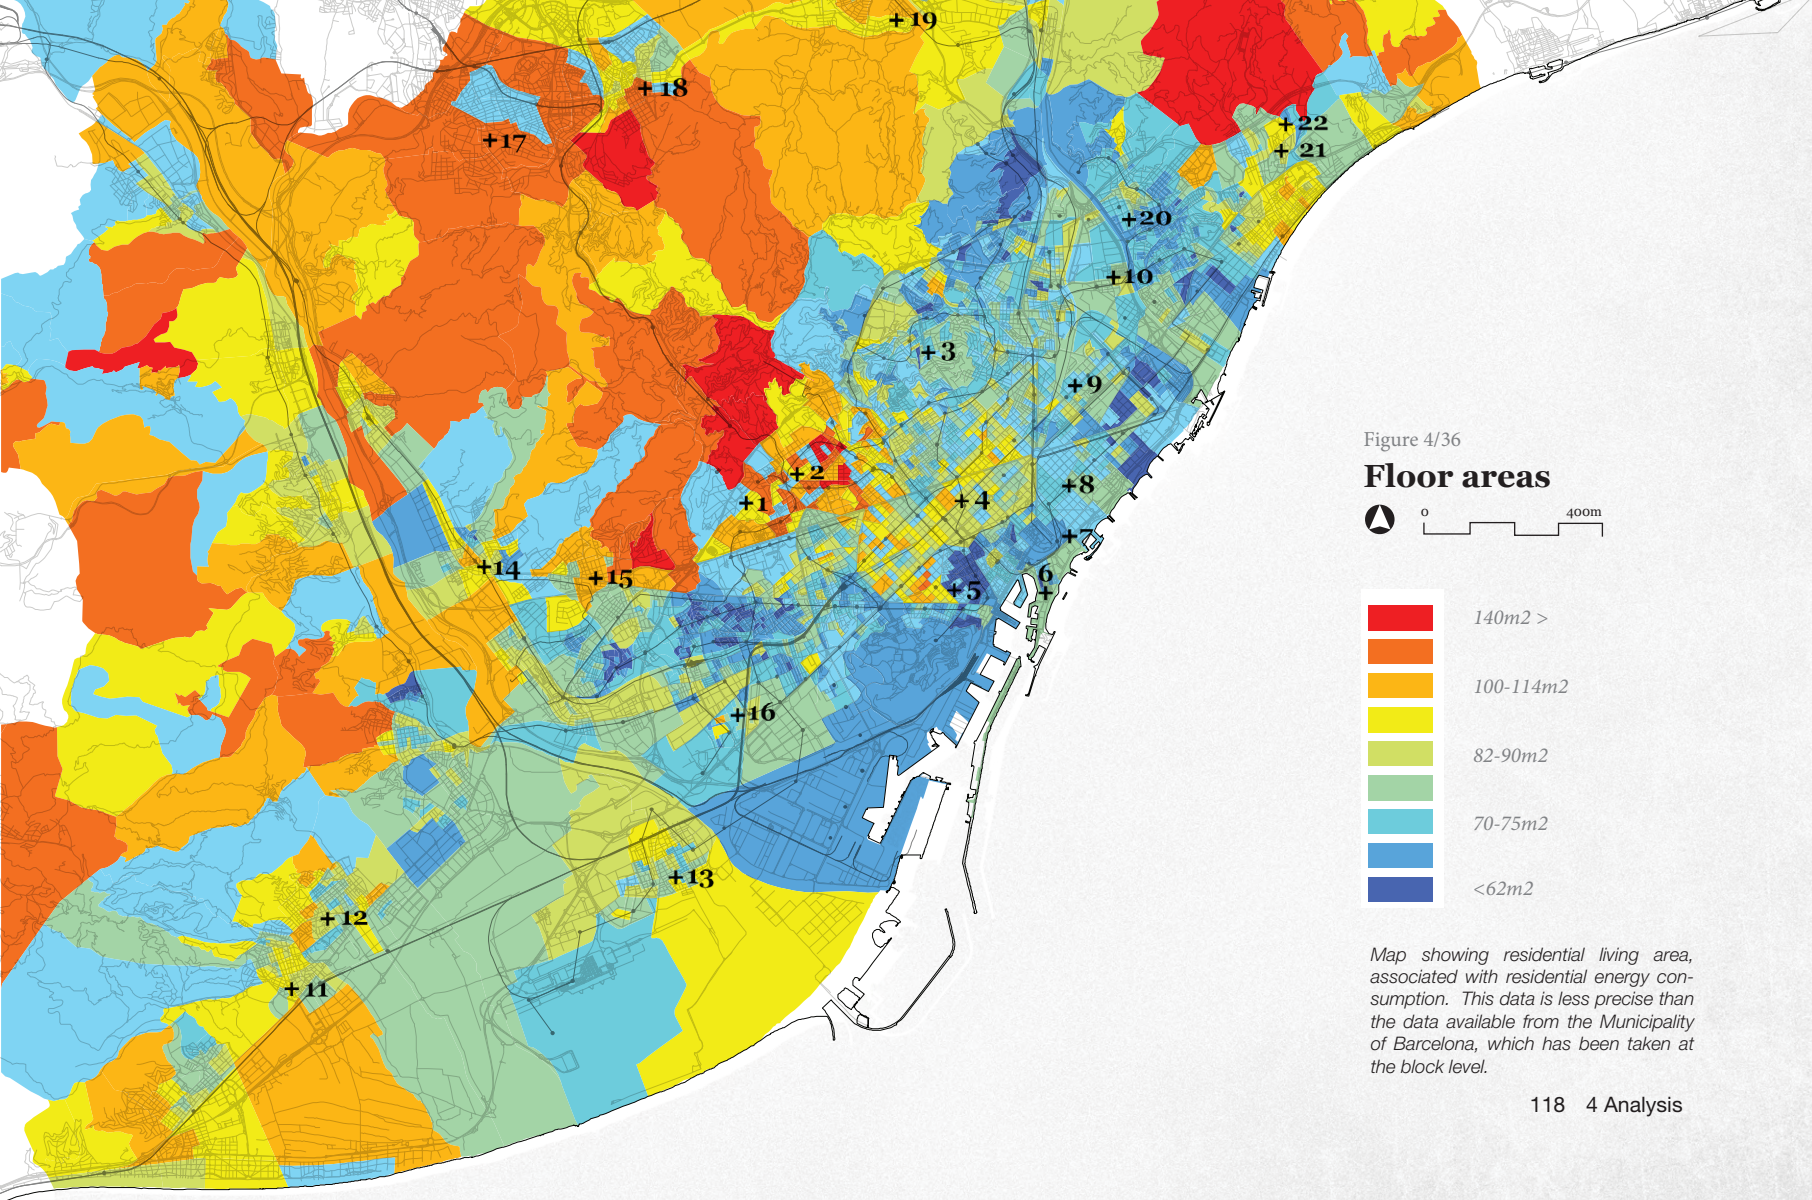 + 19
+ 18
+ 17
+ 22
+ 21
+ 20
+ 10
+ 3
+ 9
+ 2
+ 1
+ 4
+ 8
+ 7
+ 14
+ 15
+ 5
6
+
+ 16
+ 13
+ 12
+ 11
Figure 4/36
Floor areas
0 400m
140m2 >
100-114m2
82-90m2
70-75m2
<62m2
Map showing residential living area,
associated with residential energy con-
sumption. This data is less precise than
the data available from the Municipality
of Barcelona, which has been taken at
the block level.
118 4 Analysis